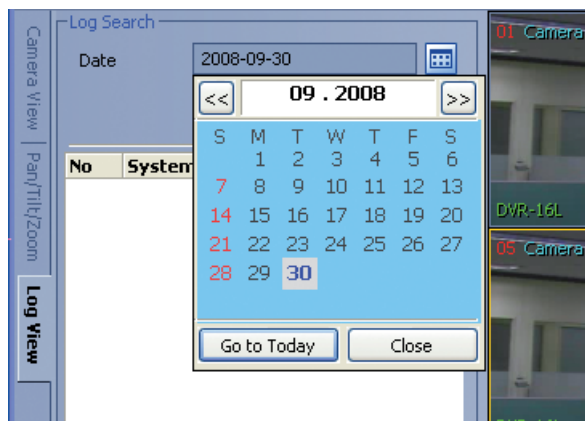 Camera View
Pan/Tilt/Zoom
Log View
Log Search
Date 2008-09-30
<< 09 . 2008 >>
S M T W T F S
1 2 3 4 5 6
7 8 9 10 11 12 13
14 15 16 17 18 19 20
21 22 23 24 25 26 27
28 29 30
Go to Today Close
No System
01 Camera
DVR-16L
05 Camera